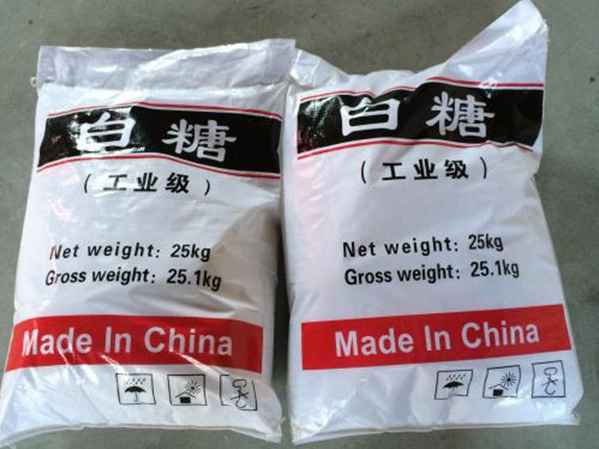 白糖
(工业级)
Net weight: 25kg
Gross weight: 25.1kg
Made In China
白糖
(工业级)
Net weight: 25kg
Gross weight: 25.1kg
Made In China